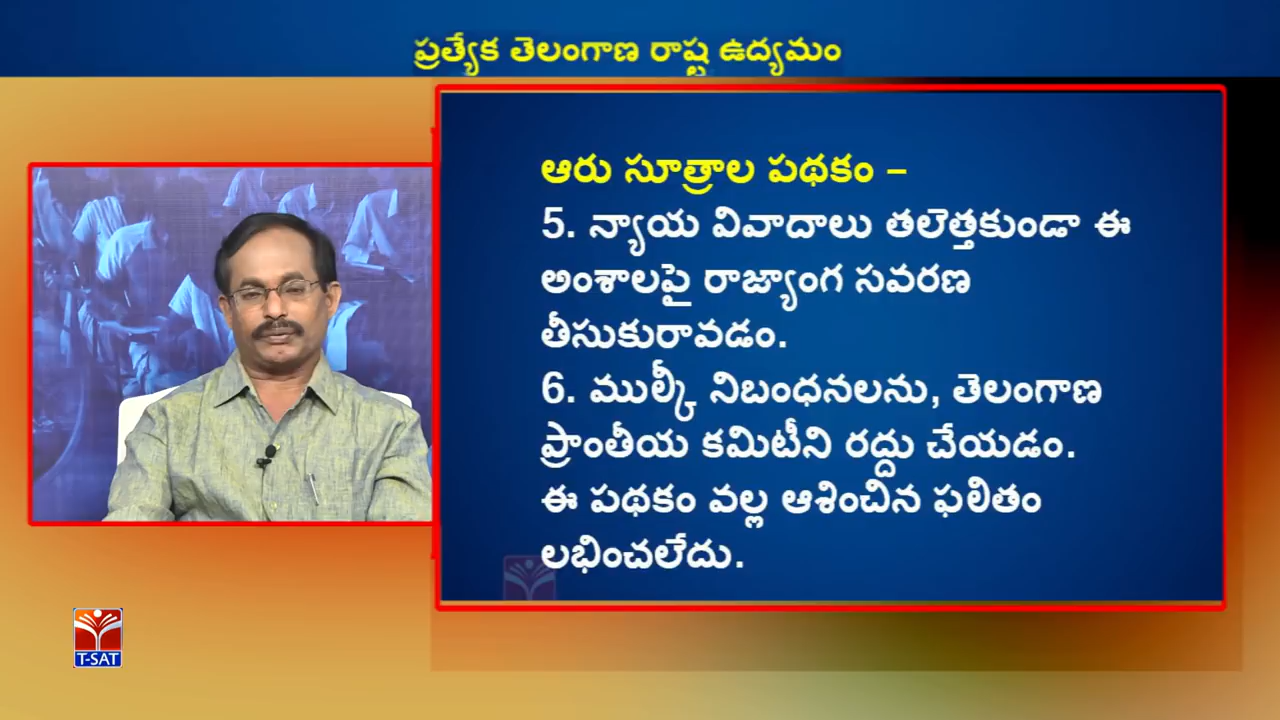 ప్రత్యేక తెలంగాణ రాష్ట ఉద్యమం
ఆరు సూత్రాల పథకం –
5. న్యాయ వివాదాలు తలెత్తకుండా ఈ
అంశాలపై రాజ్యాంగ సవరణ
తీసుకురావడం.
6. ముల్కీ నిబంధనలను, తెలంగాణ
ప్రాంతీయ కమిటీని రద్దు చేయడం.
ఈ పథకం వల్ల ఆశించిన ఫలితం
లభించలేదు.
T-SAT